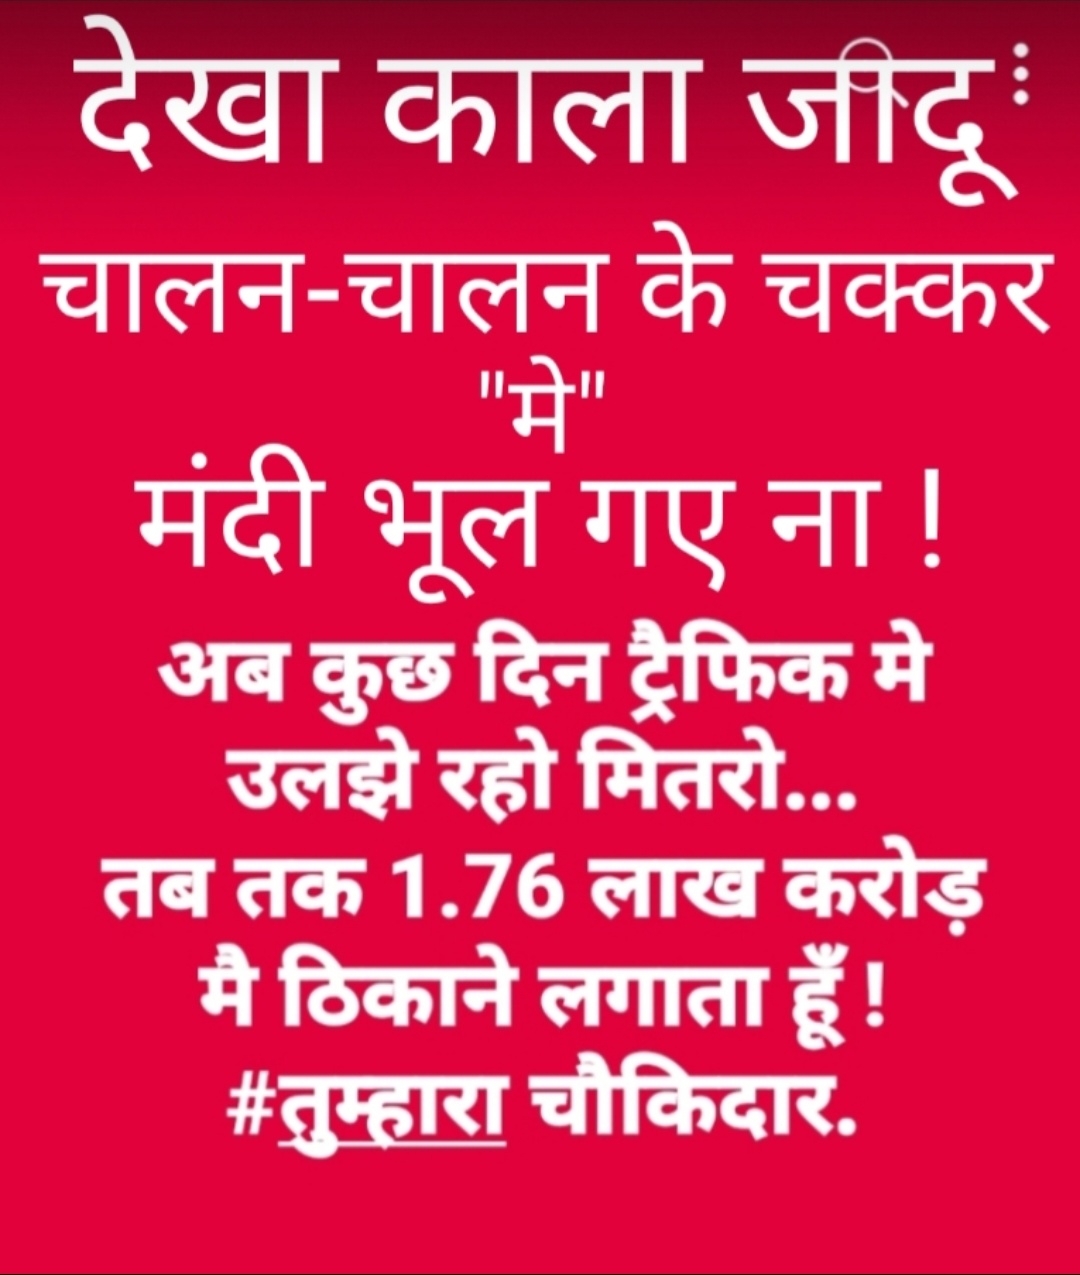 देखा काला जादू
चालन-चालन के चक्कर
"मे"
मंदी भूल गए ना !
अब कुछ दिन ट्रैफिक मे
उलझे रहो मितरो...
तब तक 1.76 लाख करोड़
मै ठिकाने लगाता हूँ !
#तुम्हारा चौकिदार.